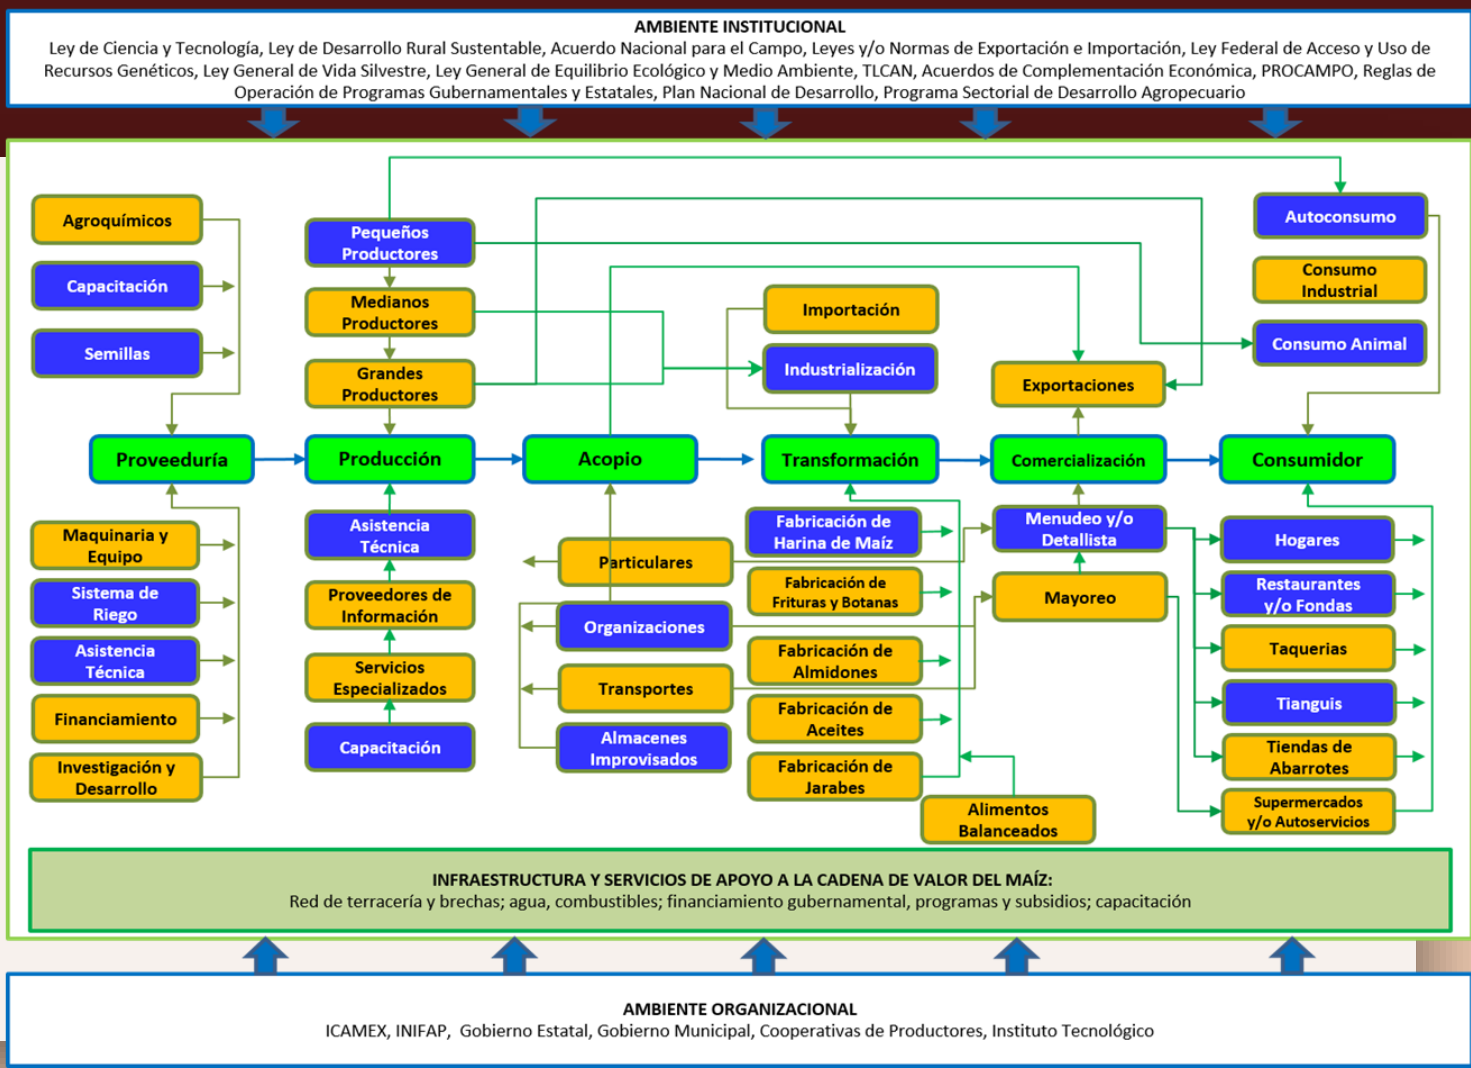 AMBIENTE INSTITUCIONAL
Ley de Ciencia y Tecnología, Ley de Desarrollo Rural Sustentable, Acuerdo Nacional para el Campo, Leyes y/o Normas de Exportación e Importación, Ley Federal de Acceso y Uso de
Recursos Genéticos, Ley General de Vida Silvestre, Ley General de Equilibrio Ecológico y Medio Ambiente, TLCAN, Acuerdos de Complementación Económica, PROCAMPO, Reglas de
Operación de Programas Gubernamentales y Estatales, Plan Nacional de Desarrollo, Programa Sectorial de Desarrollo Agropecuario
Agroquímicos
Capacitación
Semillas
Proveeduría
Maquinaria y
Equipo
Sistema de
Riego
Asistencia
Técnica
Financiamiento
Investigación y
Desarrollo
Pequeños
Productores
Medianos
Productores
Grandes
Productores
Producción
Asistencia
Técnica
Proveedores de
Información
Servicios
Especializados
Capacitación
Acopio
Particulares
Organizaciones
Transportes
Almacenes
Improvisados
Importación
Industrialización
Transformación
Fabricación de
Harina de Maíz
Fabricación de
Frituras y Botanas
Fabricación de
Almidones
Fabricación de
Aceites
Fabricación de
Jarabes
Alimentos
Balanceados
Exportaciones
Comercialización
Menudeo y/o
Detallista
Mayoreo
Autoconsumo
Consumo
Industrial
Consumo Animal
Consumidor
Hogares
Restaurantes
y/o Fondas
Taquerias
Tianguis
Tiendas de
Abarrotes
Supermercados
y/o Autoservicios
INFRAESTRUCTURA Y SERVICIOS DE APOYO A LA CADENA DE VALOR DEL MAÍZ:
Red de terracería y brechas; agua, combustibles; financiamiento gubernamental, programas y subsidios; capacitación
AMBIENTE ORGANIZACIONAL
ICAMEX, INIFAP, Gobierno Estatal, Gobierno Municipal, Cooperativas de Productores, Instituto Tecnológico